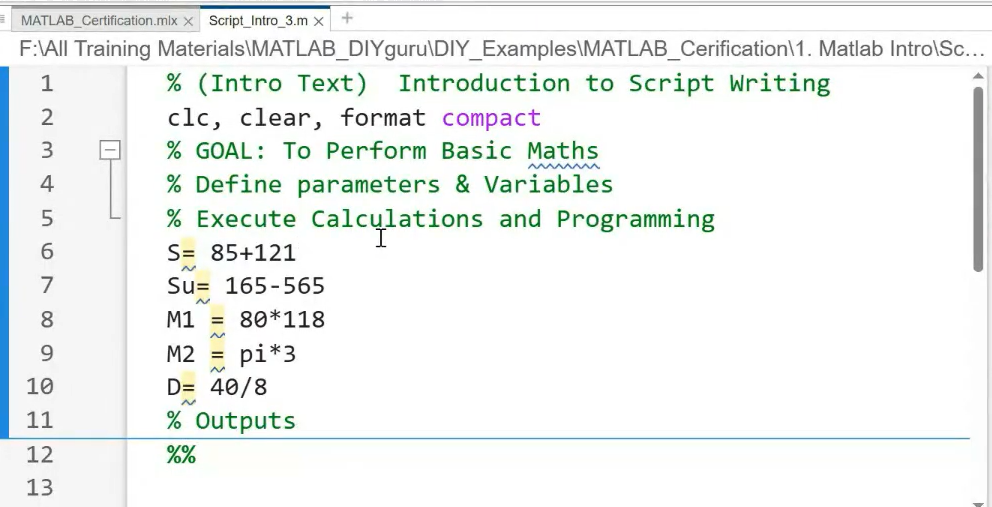 MATLAB_Certification.mlx × Script_Intro_3.m × +
F:\All Training Materials\MATLAB_DIYguru\DIY_Examples\MATLAB_Cerification\1. Matlab Intro\Sc...
1 % (Intro Text)  Introduction to Script Writing
2 clc, clear, format compact
3 % GOAL: To Perform Basic Maths
4 % Define parameters & Variables
5 % Execute Calculations and Programming
6 S= 85+121
7 Su= 165-565
8 M1 = 80*118
9 M2 = pi*3
10 D= 40/8
11 % Outputs
12 %%
13